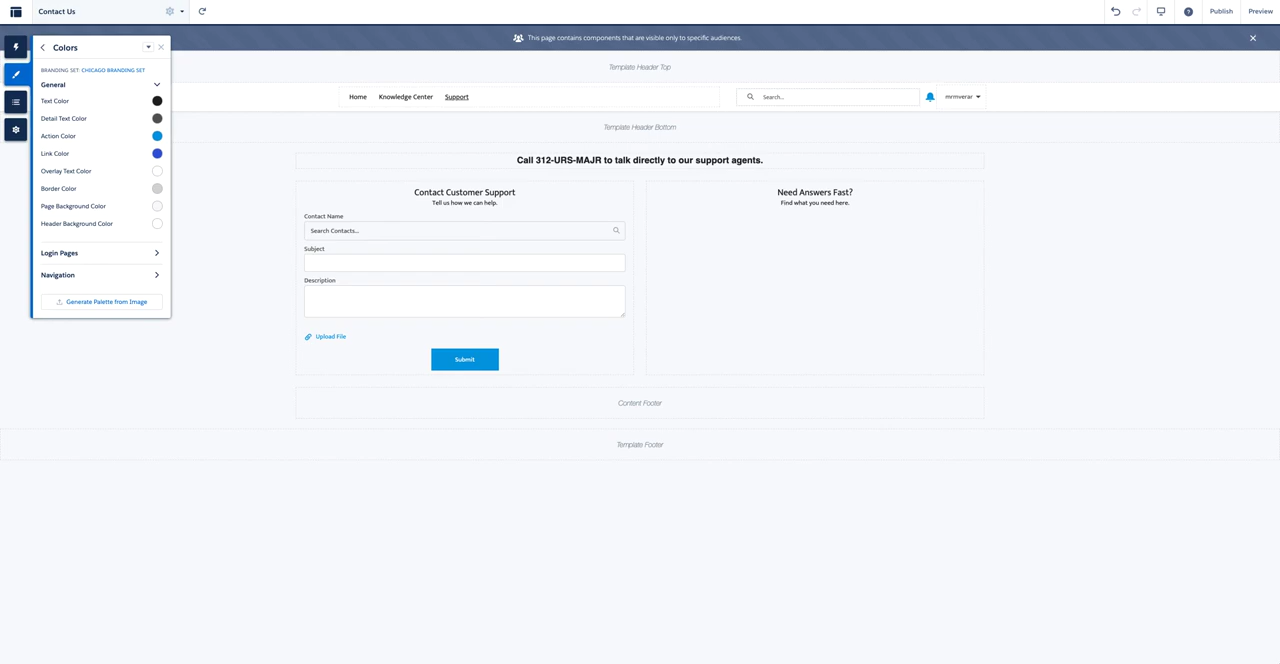 Contact Us
Publish
Preview
This page contains components that are visible only to specific audiences.
Colors
BRANDING SET: CHICAGO BRANDING SET
General
Text Color
Detail Text Color
Action Color
Link Color
Overlay Text Color
Border Color
Page Background Color
Header Background Color
Login Pages
Navigation
Generate Palette from Image
Template Header Top
Home Knowledge Center Support
Search...
mrmverar
Template Header Bottom
Call 312-URS-MAJR to talk directly to our support agents.
Contact Customer Support
Tell us how we can help.
Contact Name
Search Contacts...
Subject
Description
Upload File
Submit
Need Answers Fast?
Find what you need here.
Content Footer
Template Footer